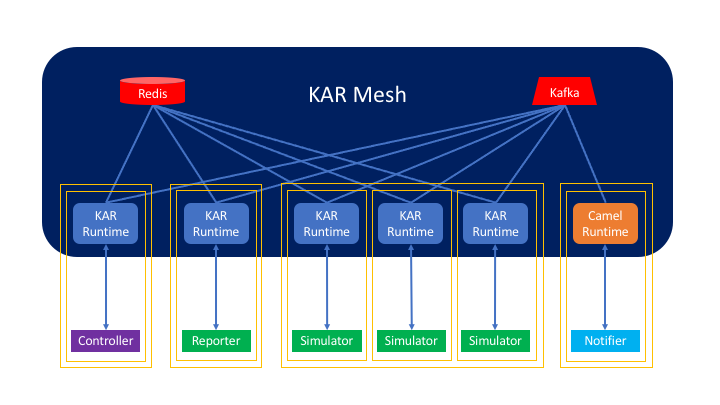 Redis
KAR Mesh
Kafka
KAR
Runtime
KAR
Runtime
KAR
Runtime
KAR
Runtime
KAR
Runtime
Camel
Runtime
Controller
Reporter
Simulator
Simulator
Simulator
Notifier